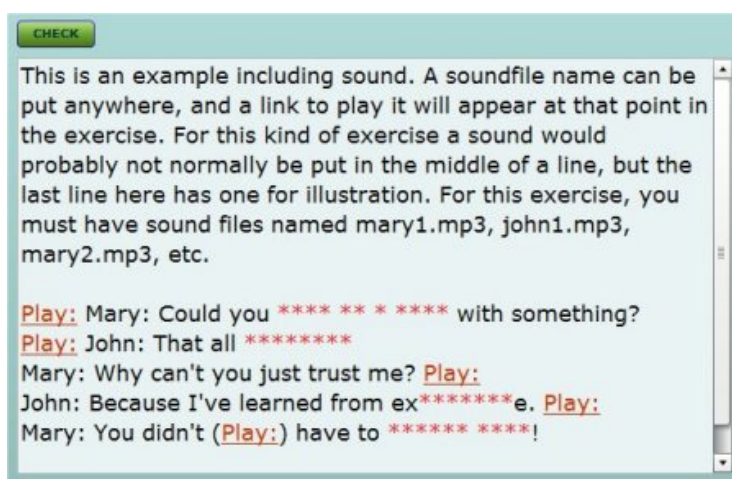 CHECK
This is an example including sound. A soundfile name can be
put anywhere, and a link to play it will appear at that point in
the exercise. For this kind of exercise a sound would
probably not normally be put in the middle of a line, but the
last line here has one for illustration. For this exercise, you
must have sound files named mary1.mp3, john1.mp3,
mary2.mp3, etc.
Play: Mary: Could you **** ** * **** with something?
Play: John: That all ********
Mary: Why can't you just trust me? Play:
John: Because I've learned from ex*******e. Play:
Mary: You didn't (Play:) have to ****** ****!